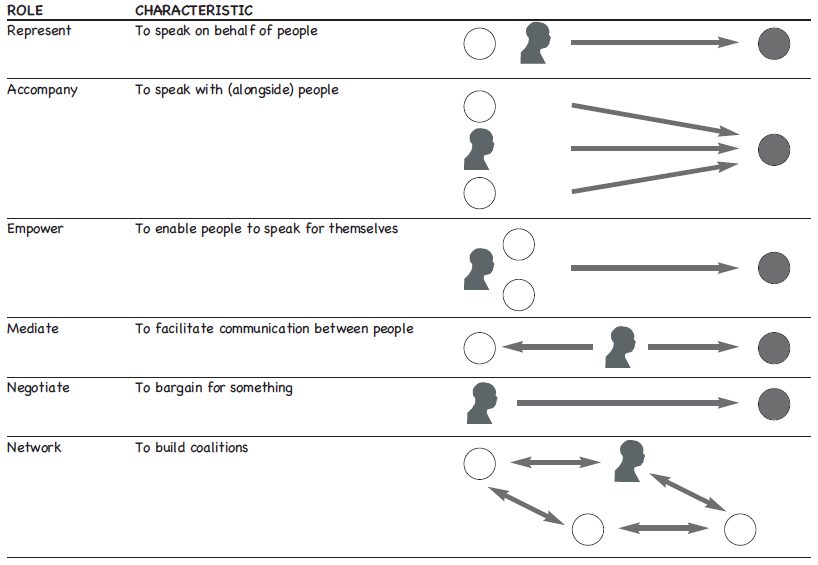 ROLE CHARACTERISTIC
Represent To speak on behalf of people
Accompany To speak with (alongside) people
Empower To enable people to speak for themselves
Mediate To facilitate communication between people
Negotiate To bargain for something
Network To build coalitions